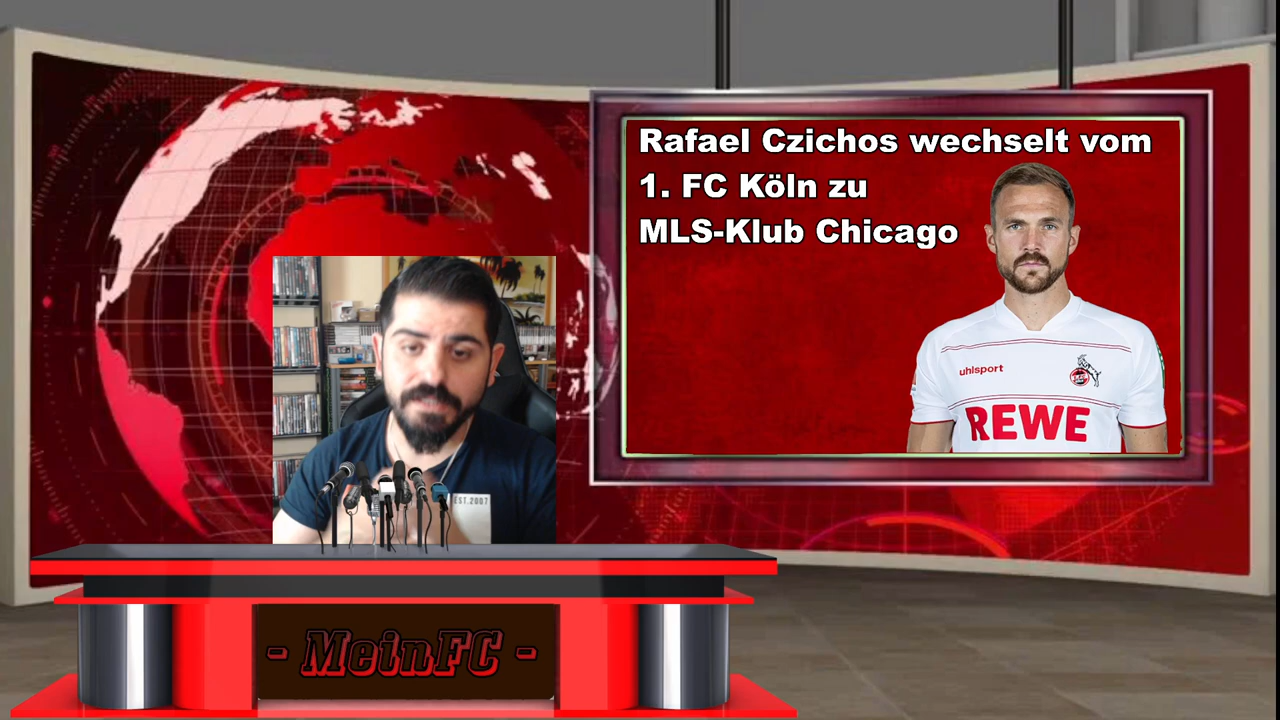 Rafael Czichos wechselt vom
1. FC Köln zu
MLS-Klub Chicago
uhlsport
REWE
EST.2007
- MeinFC -